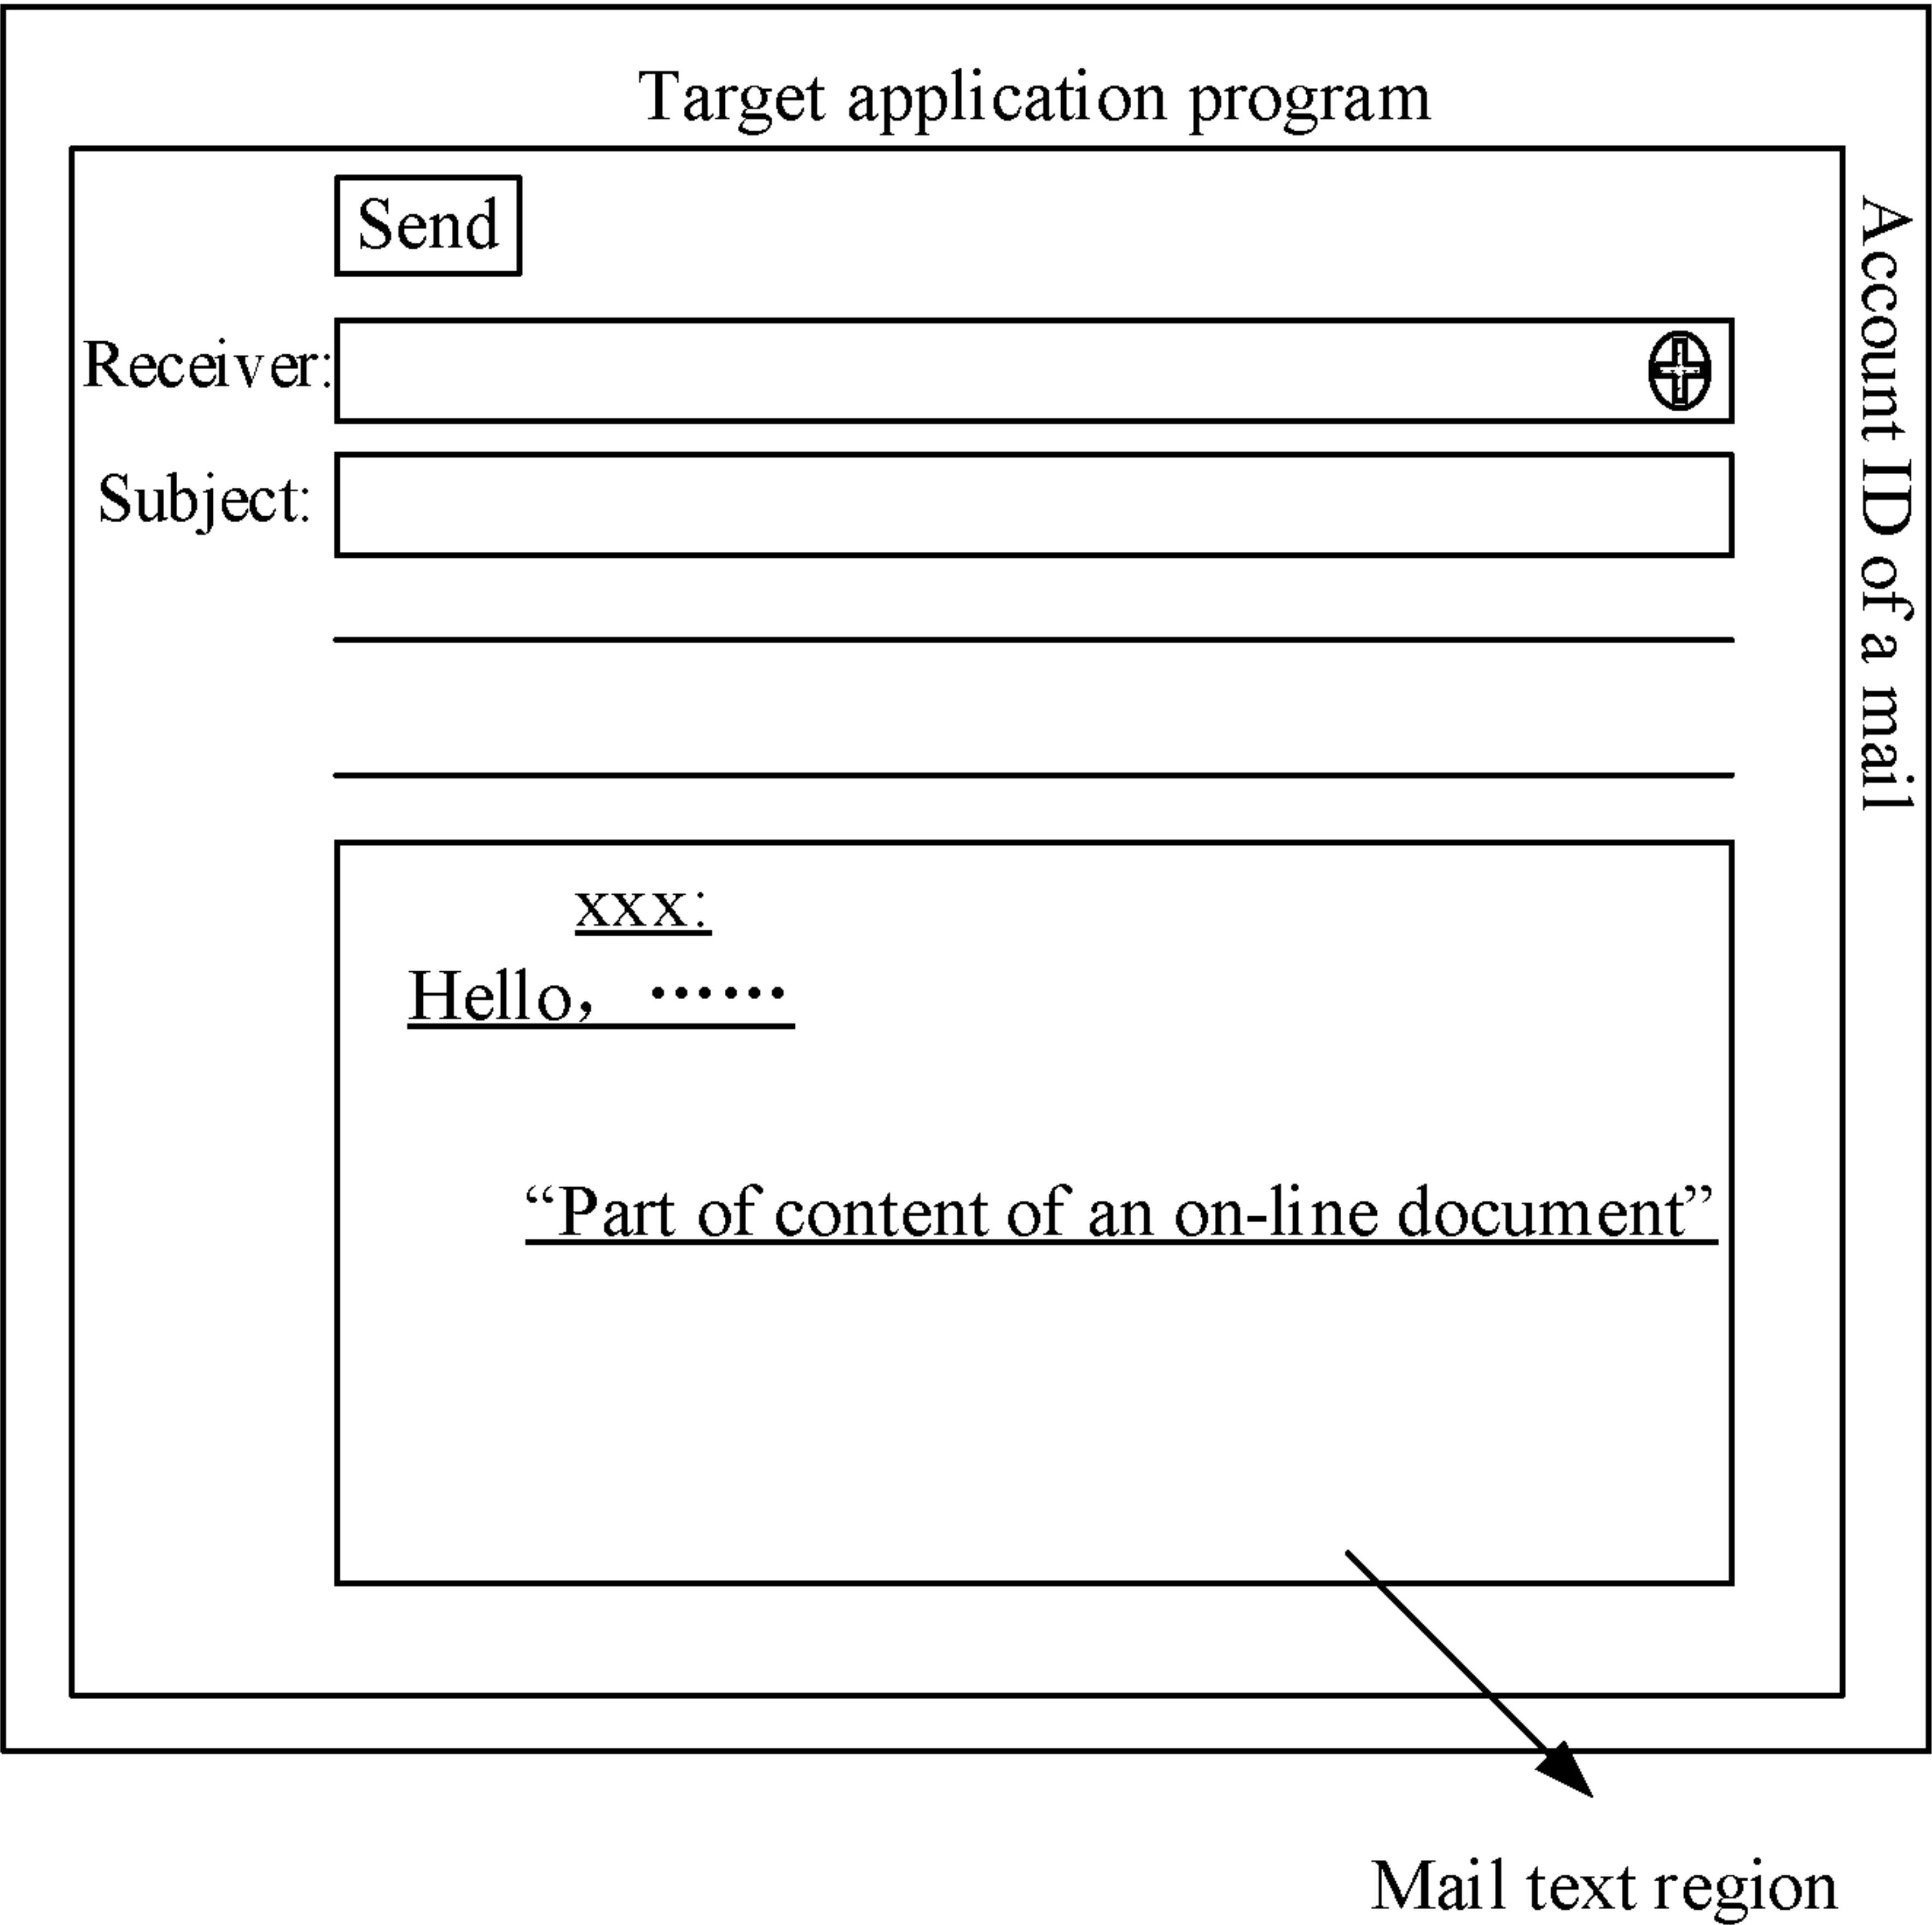 Target application program
Send
Receiver:
Subject:
Account ID of a mail
xxx:
Hello, ······
“Part of content of an on-line document”
Mail text region